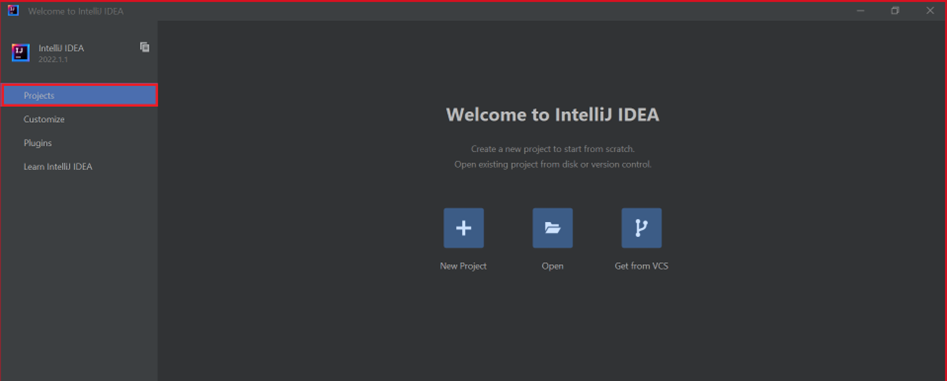 Welcome to IntelliJ IDEA
IJ
IntelliJ IDEA
2022.1.1
Projects
Customize
Plugins
Learn IntelliJ IDEA
Welcome to IntelliJ IDEA
Create a new project to start from scratch.
Open existing project from disk or version control.
New Project
Open
Get from VCS